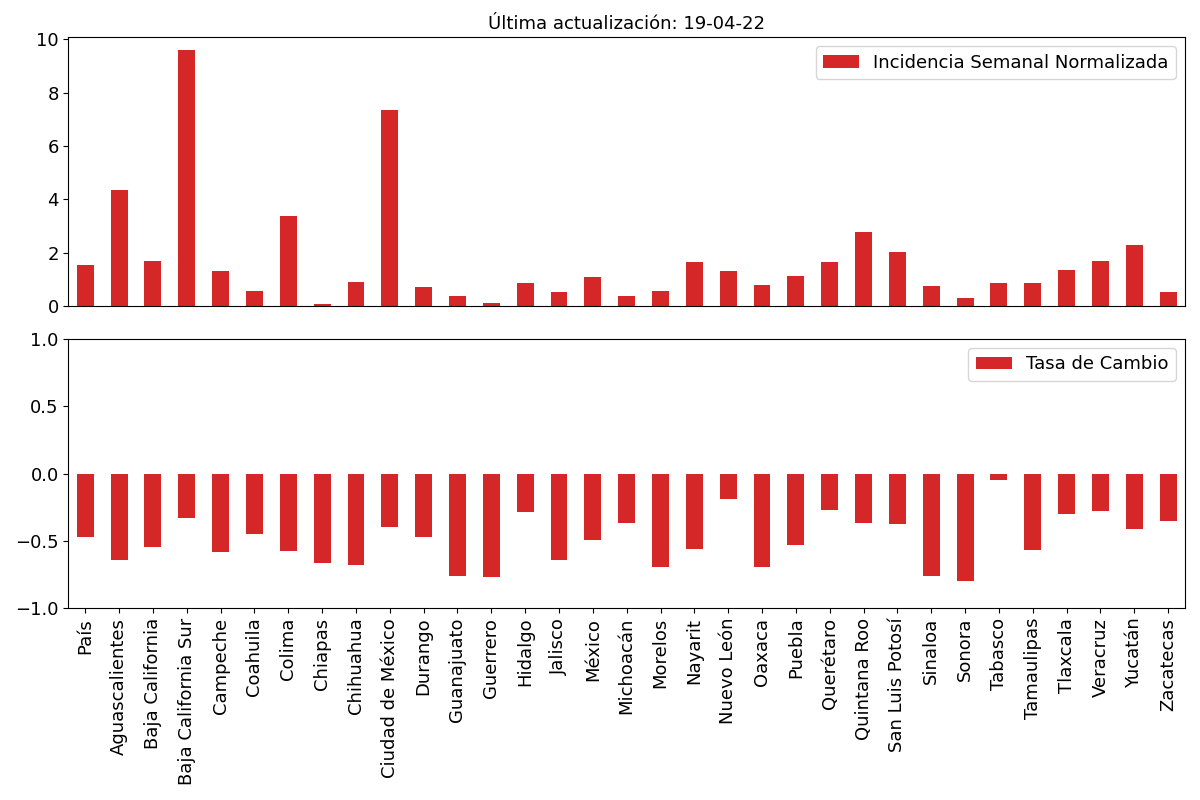 Última actualización: 19-04-22
10
8
6
4
2
0
Incidencia Semanal Normalizada
1.0
0.5
0.0
−0.5
−1.0
Tasa de Cambio
País
Aguascalientes
Baja California
Baja California Sur
Campeche
Coahuila
Colima
Chiapas
Chihuahua
Ciudad de México
Durango
Guanajuato
Guerrero
Hidalgo
Jalisco
México
Michoacán
Morelos
Nayarit
Nuevo León
Oaxaca
Puebla
Querétaro
Quintana Roo
San Luis Potosí
Sinaloa
Sonora
Tabasco
Tamaulipas
Tlaxcala
Veracruz
Yucatán
Zacatecas